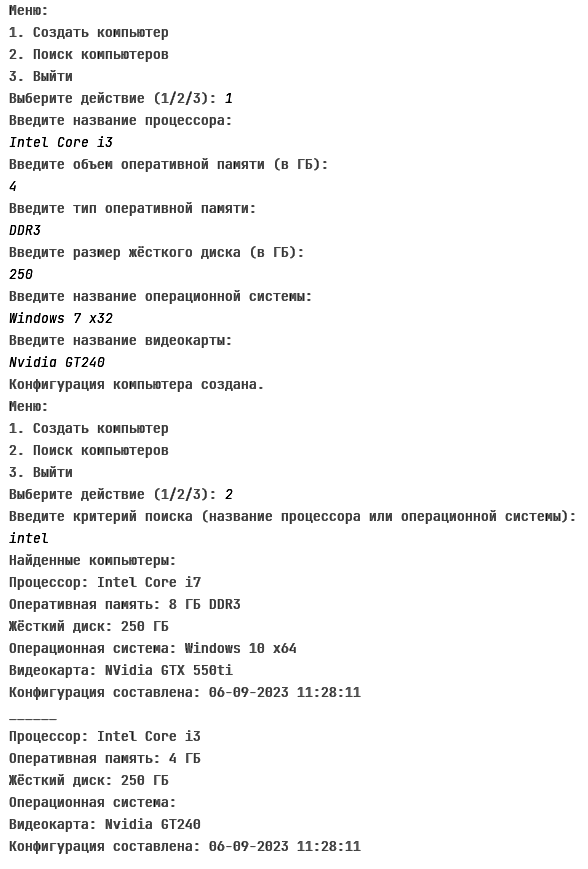 Меню:
1. Создать компьютер
2. Поиск компьютеров
3. Выйти
Выберите действие (1/2/3): 1
Введите название процессора:
Intel Core i3
Введите объем оперативной памяти (в ГБ):
4
Введите тип оперативной памяти:
DDR3
Введите размер жёсткого диска (в ГБ):
250
Введите название операционной системы:
Windows 7 x32
Введите название видеокарты:
Nvidia GT240
Конфигурация компьютера создана.
Меню:
1. Создать компьютер
2. Поиск компьютеров
3. Выйти
Выберите действие (1/2/3): 2
Введите критерий поиска (название процессора или операционной системы):
intel
Найденные компьютеры:
Процессор: Intel Core i7
Оперативная память: 8 ГБ DDR3
Жёсткий диск: 250 ГБ
Операционная система: Windows 10 x64
Видеокарта: NVidia GTX 550ti
Конфигурация составлена: 06-09-2023 11:28:11
______
Процессор: Intel Core i3
Оперативная память: 4 ГБ
Жёсткий диск: 250 ГБ
Операционная система:
Видеокарта: Nvidia GT240
Конфигурация составлена: 06-09-2023 11:28:11